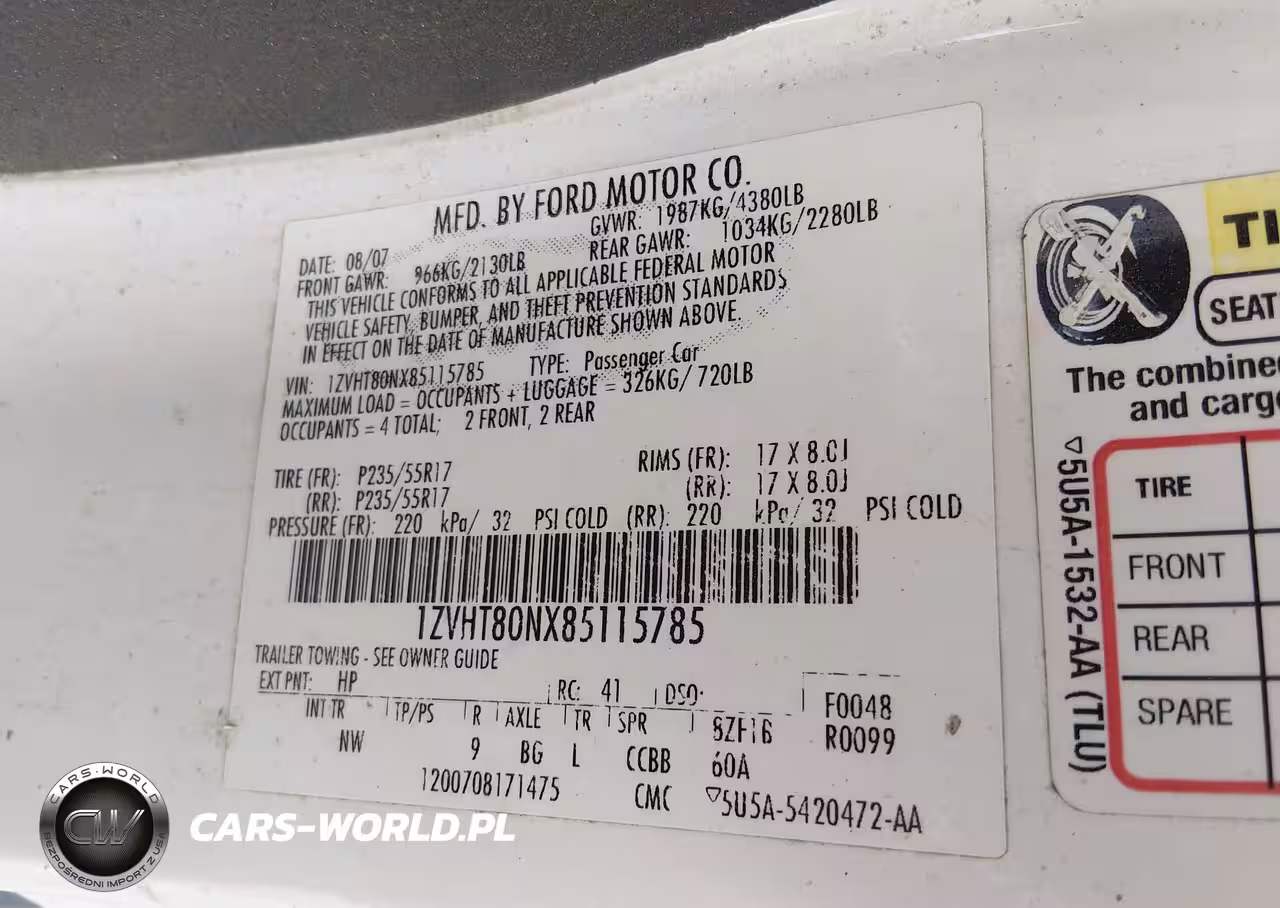 MFD. BY FORD MOTOR CO.
DATE: 08/07 GVWR: 1987KG/4380LB
FRONT GAWR: 966KG/2130LB REAR GAWR: 1034KG/2280LB
THIS VEHICLE CONFORMS TO ALL APPLICABLE FEDERAL MOTOR
VEHICLE SAFETY, BUMPER, AND THEFT PREVENTION STANDARDS
IN EFFECT ON THE DATE OF MANUFACTURE SHOWN ABOVE.
VIN: 1ZVHT80NX85115785 TYPE: Passenger Car
MAXIMUM LOAD = OCCUPANTS + LUGGAGE = 326KG/ 720LB
OCCUPANTS = 4 TOTAL; 2 FRONT, 2 REAR
TIRE (FR): P235/55R17 RIMS (FR): 17 X 8.0J
(RR): P235/55R17 (RR): 17 X 8.0J
PRESSURE (FR): 220 kPa/ 32 PSI COLD (RR): 220 kPa/ 32 PSI COLD
1ZVHT80NX85115785
TRAILER TOWING - SEE OWNER GUIDE
EXT PNT: HP RC: 41 DSO: F0048
INT TR TP/PS R AXLE TR SPR R0099
NW 9 BG L CCBB 60A
1200708171475 CMC ▽5U5A-5420472-AA
TI
SEAT
The combine
and carg
TIRE
FRONT
REAR
SPARE
▽5U5A-1532-AA (TLU)
CARS-WORLD
CW
BEZPOŚREDNI IMPORT Z USA
CARS-WORLD.PL